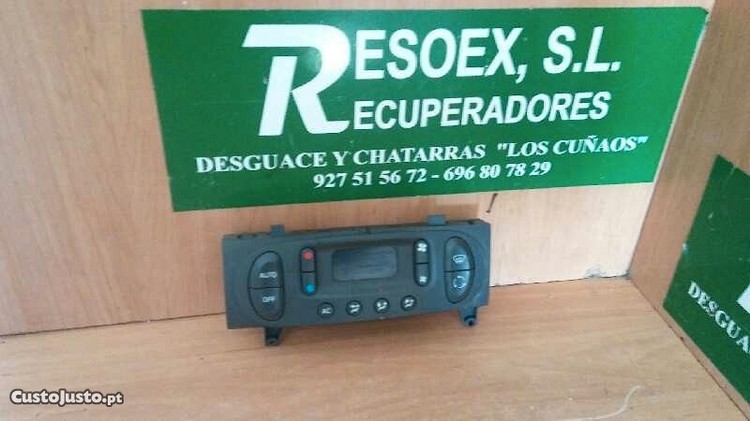 RESOEX, S.L.
RECUPERADORES
DESGUACE Y CHATARRAS "LOS CUÑAOS"
927 51 56 72 - 696 80 78 29
AUTO
OFF
AC
DESGUA
CustoJusto.pt